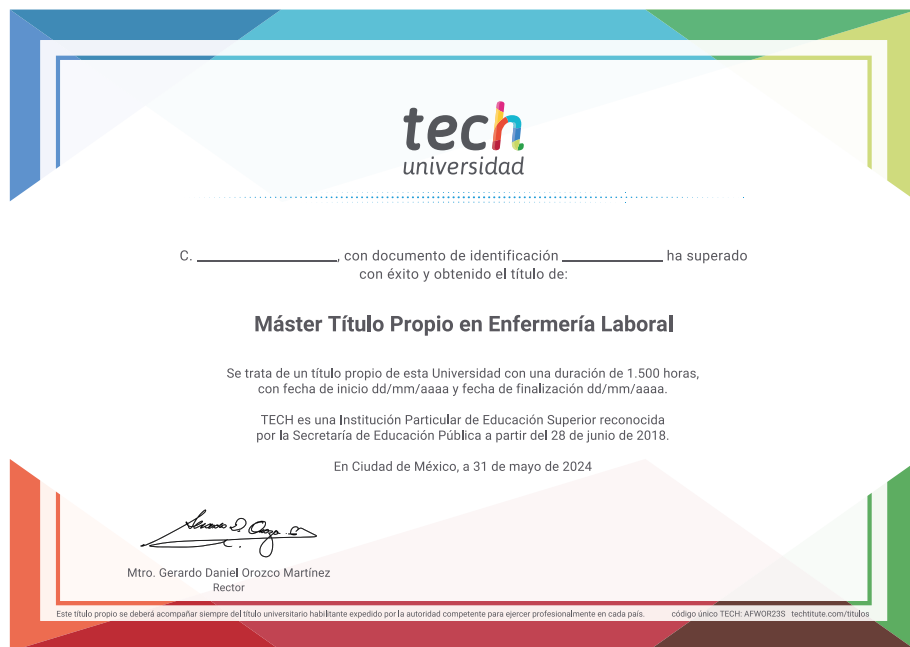 tech
universidad
C. ____________, con documento de identificación ____________ ha superado
con éxito y obtenido el título de:
Máster Título Propio en Enfermería Laboral
Se trata de un título propio de esta Universidad con una duración de 1.500 horas,
con fecha de inicio dd/mm/aaaa y fecha de finalización dd/mm/aaaa.
TECH es una Institución Particular de Educación Superior reconocida
por la Secretaría de Educación Pública a partir del 28 de junio de 2018.
En Ciudad de México, a 31 de mayo de 2024
Mtro. Gerardo Daniel Orozco Martínez
Rector
Este título propio se deberá acompañar siempre del título universitario habilitante expedido por la autoridad competente para ejercer profesionalmente en cada país. código único TECH: AFWOR23S techtitute.com/titulos